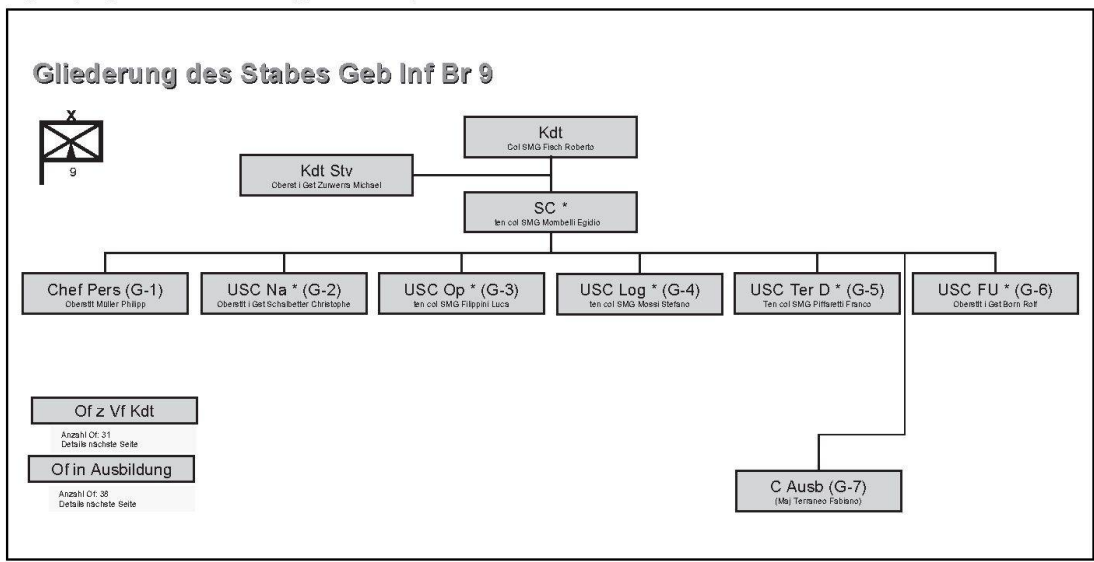 Gliederung des Stabes Geb Inf Br 9
X
9
Kdt
Col SMG Fisch Roberto
Kdt Stv
Oberst i Gst Zurwerra Michael
SC *
ten col SMG Mombelli Egidio
Chef Pers (G-1)
Oberstlt Müller Philipp
USC Na * (G-2)
Oberstlt i Gst Schalbetter Christophe
USC Op * (G-3)
ten col SMG Filippini Luca
USC Log * (G-4)
ten col SMG Mossi Stefano
USC Ter D * (G-5)
Ten col SMG Piffaretti Franco
USC FU * (G-6)
Oberstlt i Gst Born Rolf
Of z Vf Kdt
Anzahl Of: 31
Details nächste Seite
Of in Ausbildung
Anzahl Of: 38
Details nächste Seite
C Ausb (G-7)
(Maj Terraneo Fabiano)